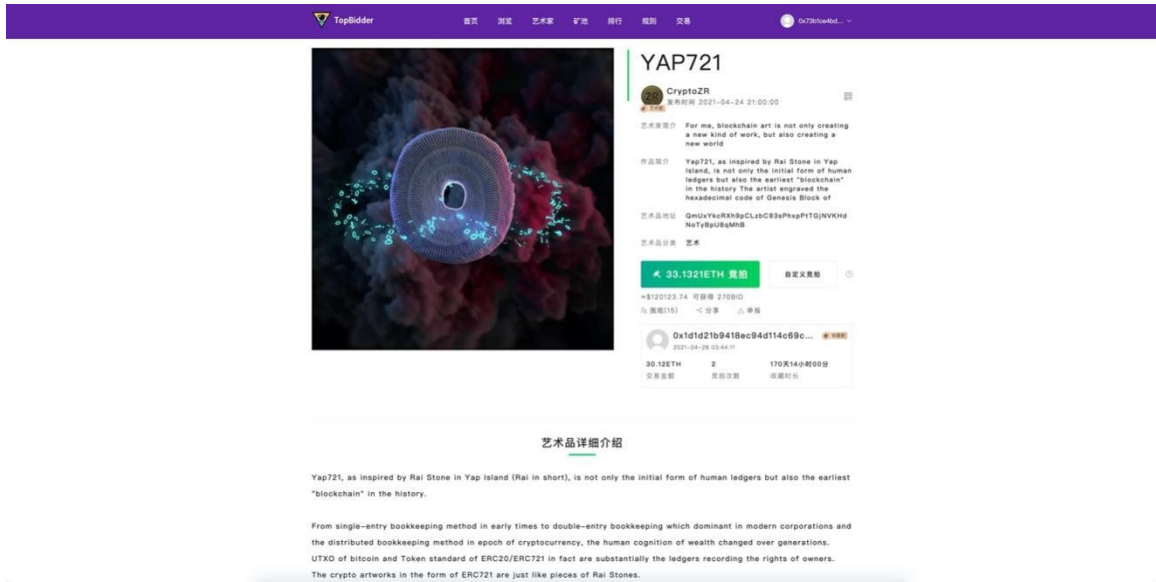 TopBidder
首页 浏览 艺术家 矿池 排行 规则 交易
0x73b1ce4bd...
YAP721
CryptoZR
艺术家
发布时间 2021-04-24 21:00:00
艺术家简介 For me, blockchain art is not only creating
a new kind of work, but also creating a
new world
作品简介 Yap721, as inspired by Rai Stone in Yap
Island, is not only the initial form of human
ledgers but also the earliest "blockchain"
in the history The artist engraved the
hexadecimal code of Genesis Block of
艺术品地址 QmUxYkcRXh9pCLzbC93sPhxpPtTGjNVKHd
NoTyBpU6qMhB
艺术品分类 艺术
33.1321ETH 竞拍 自定义竞拍
≈$120123.74 可获得 270BID
围观(15) 分享 举报
0x1d1d21b9418ec94d114c69c... 收藏家
2021-04-28 03:44:11
30.12ETH 2 170天14小时00分
交易金额 竞拍次数 收藏时长
艺术品详细介绍
Yap721, as inspired by Rai Stone in Yap Island (Rai in short), is not only the initial form of human ledgers but also the earliest
"blockchain" in the history.
From single-entry bookkeeping method in early times to double-entry bookkeeping which dominant in modern corporations and
the distributed bookkeeping method in epoch of cryptocurrency, the human cognition of wealth changed over generations.
UTXO of bitcoin and Token standard of ERC20/ERC721 in fact are substantially the ledgers recording the rights of owners.
The crypto artworks in the form of ERC721 are just like pieces of Rai Stones.